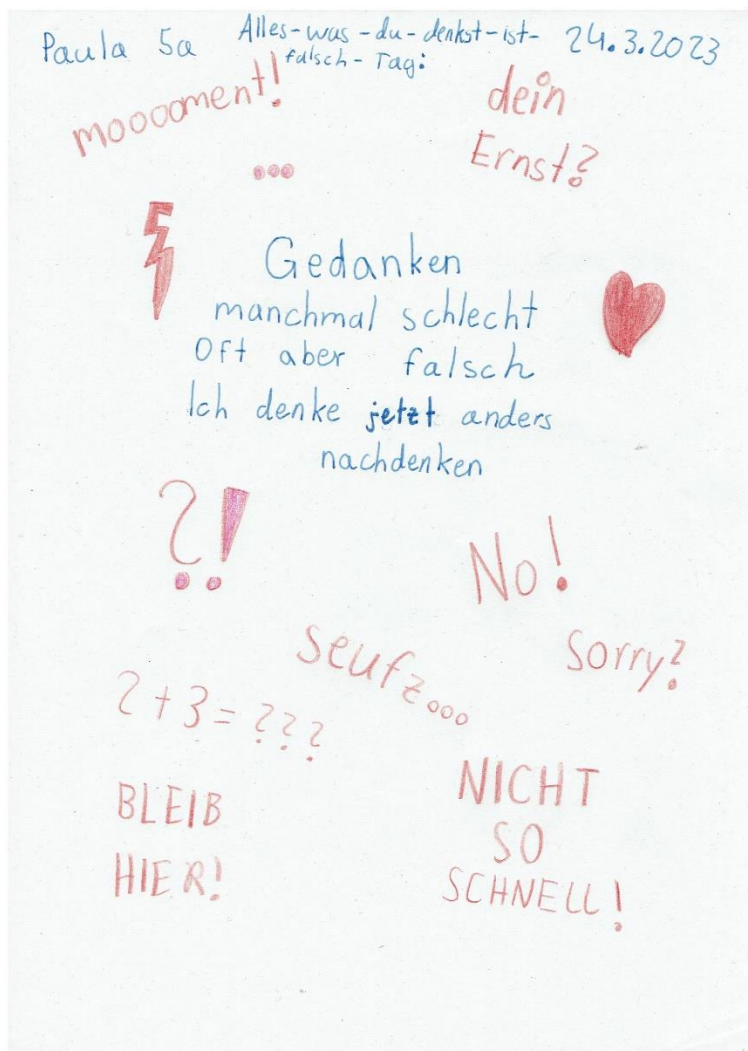 Paula 5a Alles-was-du-denkst-ist- 24.3.2023
falsch-Tag:
moooooment!
dein
Ernst?
...
Gedanken
manchmal schlecht
Oft aber falsch
Ich denke jetzt anders
nachdenken
?!
No!
Sorry?
seufz...
2+3=???
BLEIB
HIER!
NICHT
SO
SCHNELL!